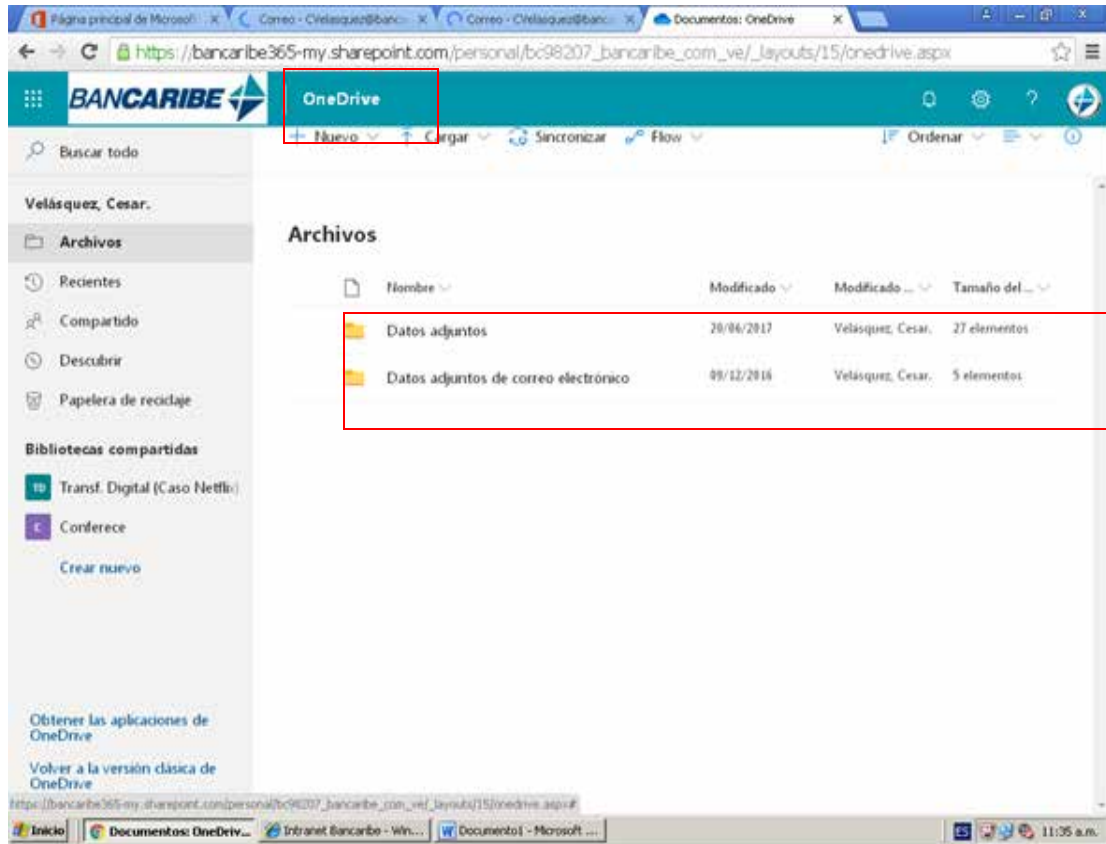 Página principal de Microsof
Correo - CVelasquez@banc
Correo - CVelasquez@banc
Documentos: OneDrive
https://bancaribe365-my.sharepoint.com/personal/bc98207_bancaribe_com_ve/_layouts/15/onedrive.aspx
BANCARIBE
OneDrive
?
Buscar todo
+ Nuevo
Cargar
Sincronizar
Flow
Ordenar
Velásquez, Cesar.
Archivos
Recientes
Compartido
Descubrir
Papelera de reciclaje
Bibliotecas compartidas
TD Transf. Digital (Caso Netflix)
C Conferece
Crear nuevo
Archivos
Nombre Modificado Modificado ... Tamaño del ...
Datos adjuntos 20/06/2017 Velásquez, Cesar. 27 elementos
Datos adjuntos de correo electrónico 09/12/2016 Velásquez, Cesar. 5 elementos
Obtener las aplicaciones de
OneDrive
Volver a la versión clásica de
OneDrive
https://bancaribe365-my.sharepoint.com/personal/bc98207_bancaribe_com_ve/_layouts/15/onedrive.aspx#
Inicio
Documentos: OneDriv...
Intranet Bancaribe - Win...
Documento1 - Microsoft ...
ES
11:35 a.m.